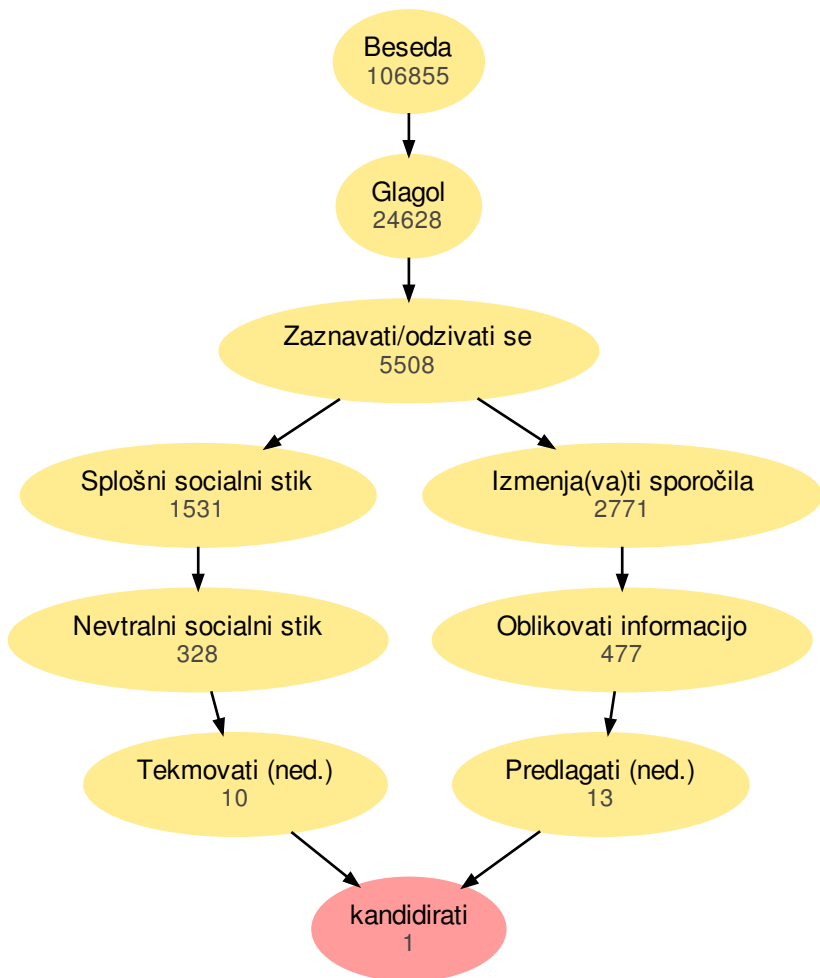 Beseda
106855
Glagol
24628
Zaznavati/odzivati se
5508
Splošni socialni stik
1531
Izmenja(va)ti sporočila
2771
Nevtralni socialni stik
328
Oblikovati informacijo
477
Tekmovati (ned.)
10
Predlagati (ned.)
13
kandidirati
1